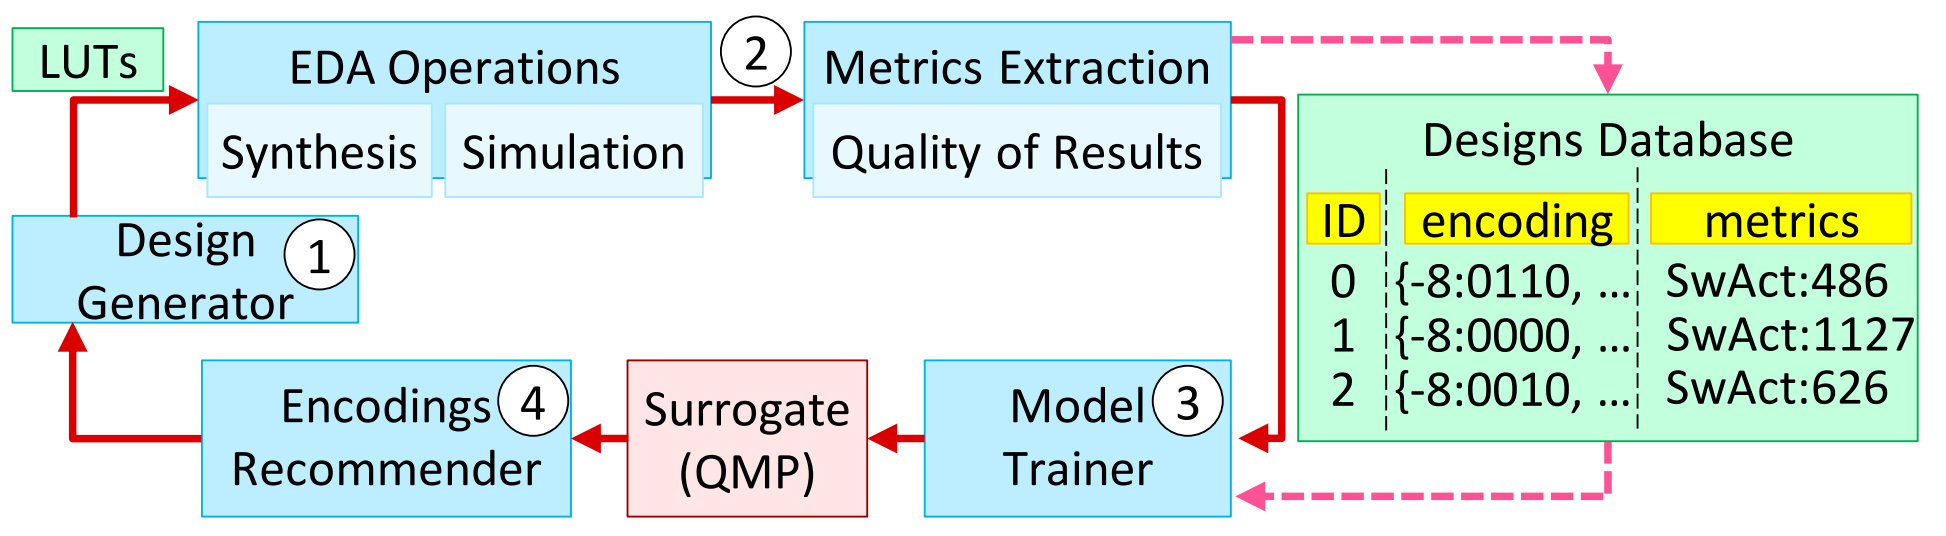 LUTs
EDA Operations
Synthesis
Simulation
2
Metrics Extraction
Quality of Results
Design
Generator
1
Designs Database
ID encoding metrics
0 {-8:0110, ... SwAct:486
1 {-8:0000, ... SwAct:1127
2 {-8:0010, ... SwAct:626
Encodings
Recommender
4
Surrogate
(QMP)
Model
Trainer
3